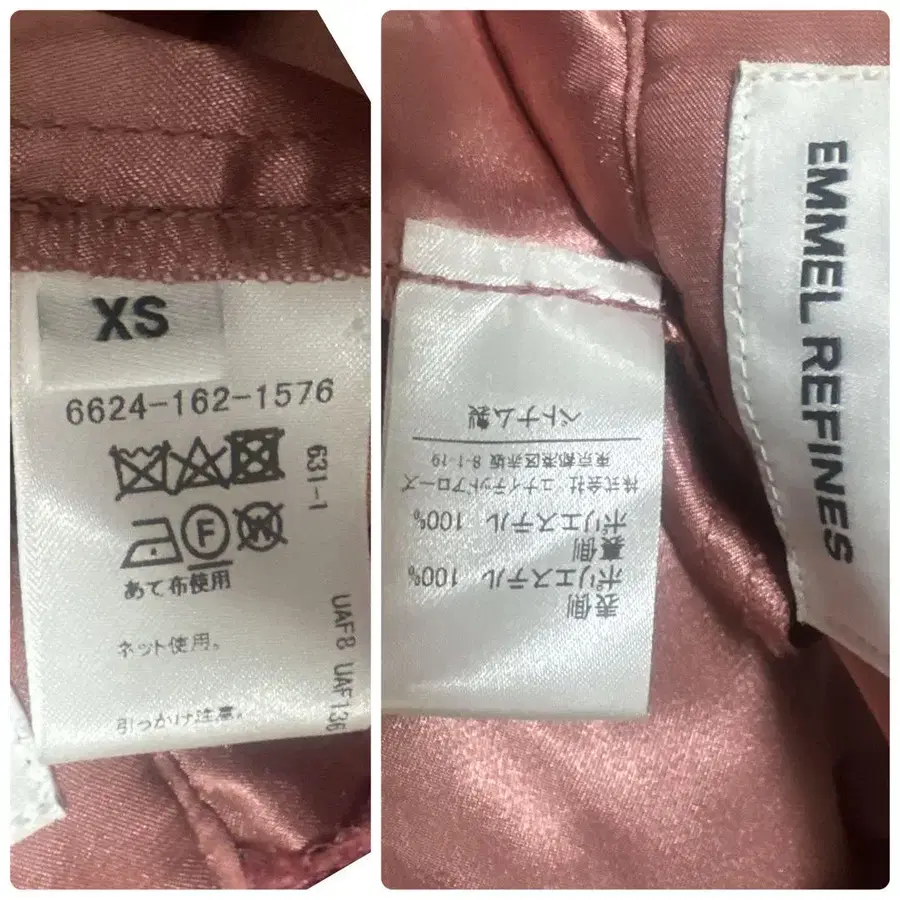 XS
6624-162-1576
631-1
F
W
あて布使用
ネット使用。
引っかけ注意。
UAF8 UAF136
表側
ポリエステル 100%
裏側
ポリエステル 100%
株式会社 ユナイテッドアローズ
東京都港区赤坂 8-1-19
ベトナム製
EMMEL REFINES